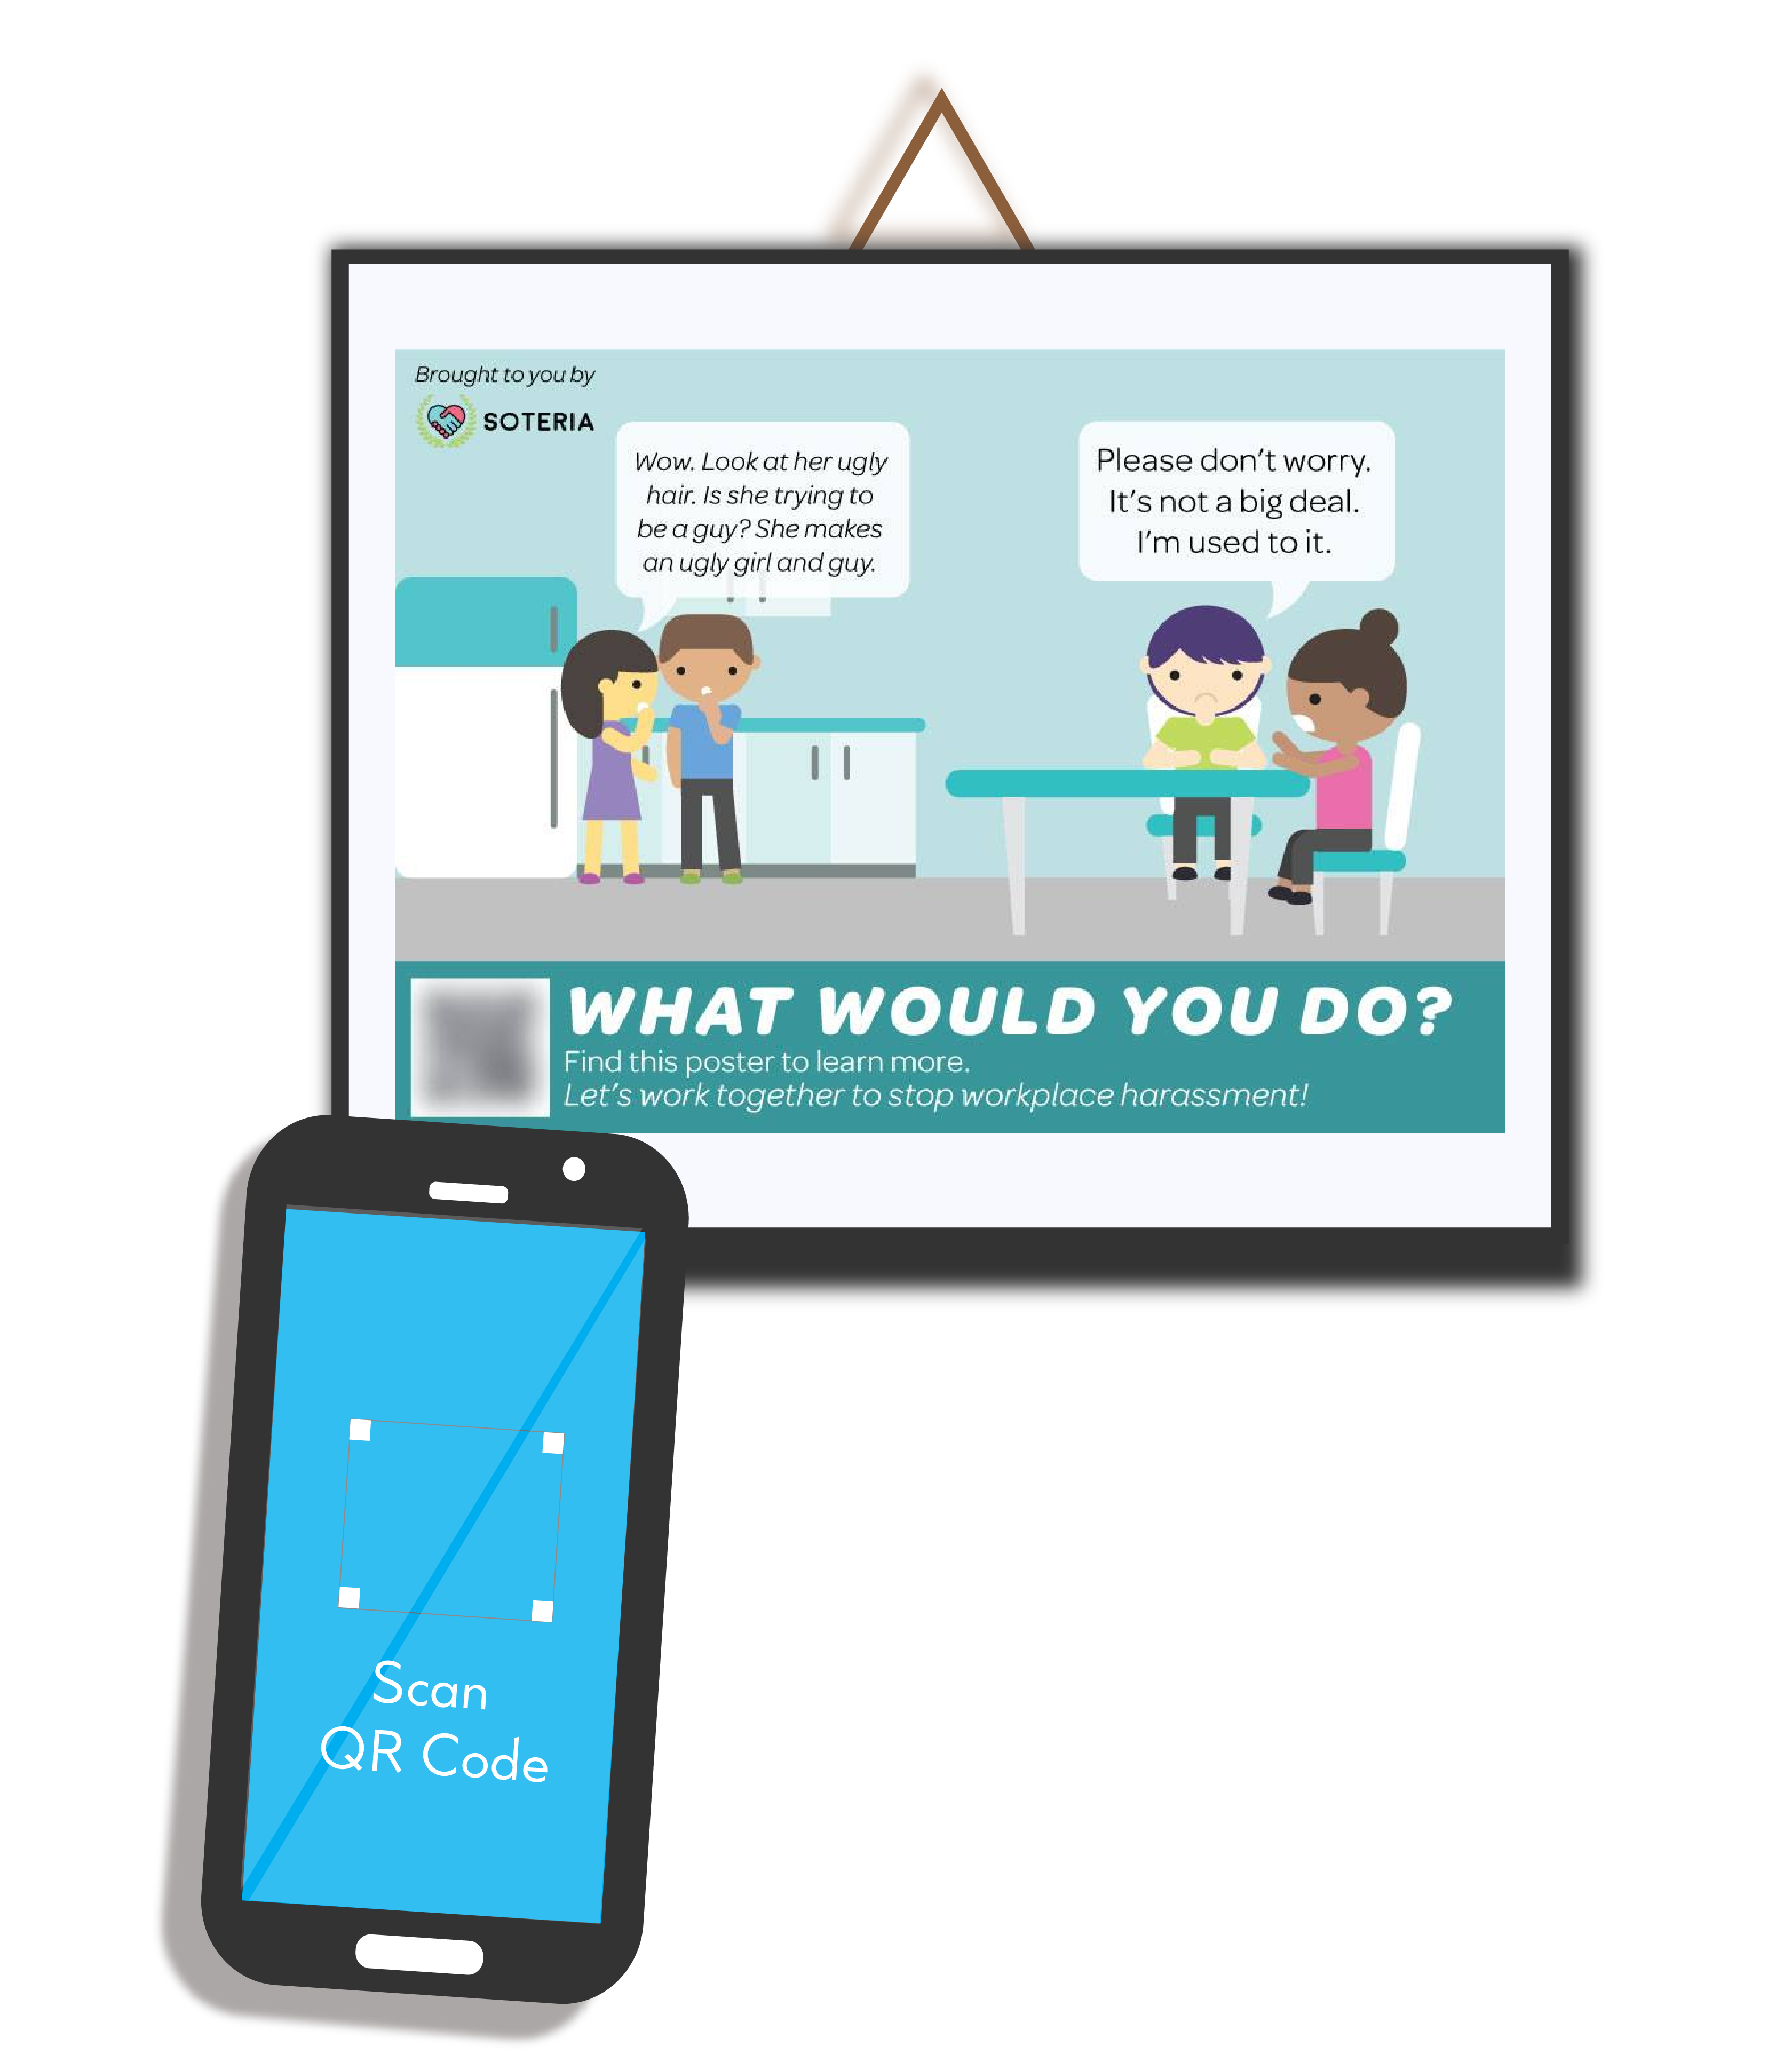 Brought to you by
SOTERIA
Wow. Look at her ugly
hair. Is she trying to
be a guy? She makes
an ugly girl and guy.
Please don't worry.
It's not a big deal.
I'm used to it.
WHAT WOULD YOU DO?
Find this poster to learn more.
Let's work together to stop workplace harassment!
Scan
QR Code